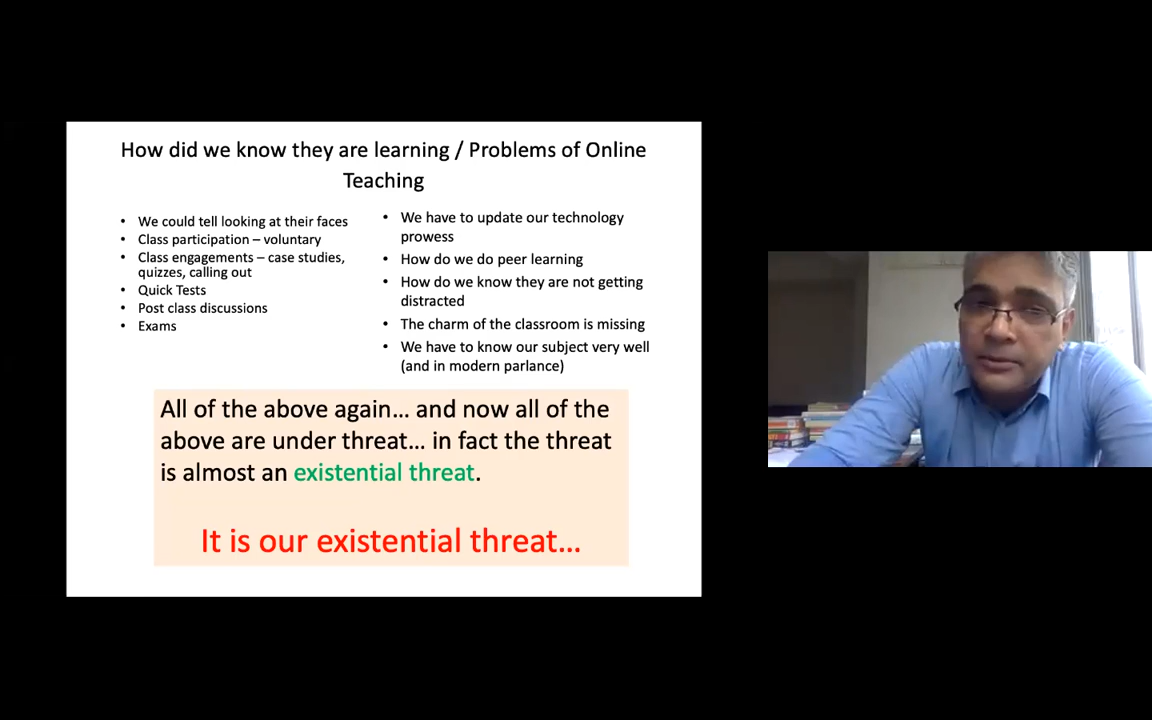 How did we know they are learning / Problems of Online
Teaching
• We could tell looking at their faces
• Class participation – voluntary
• Class engagements – case studies,
quizzes, calling out
• Quick Tests
• Post class discussions
• Exams
• We have to update our technology
prowess
• How do we do peer learning
• How do we know they are not getting
distracted
• The charm of the classroom is missing
• We have to know our subject very well
(and in modern parlance)
All of the above again… and now all of the
above are under threat… in fact the threat
is almost an existential threat.
It is our existential threat…